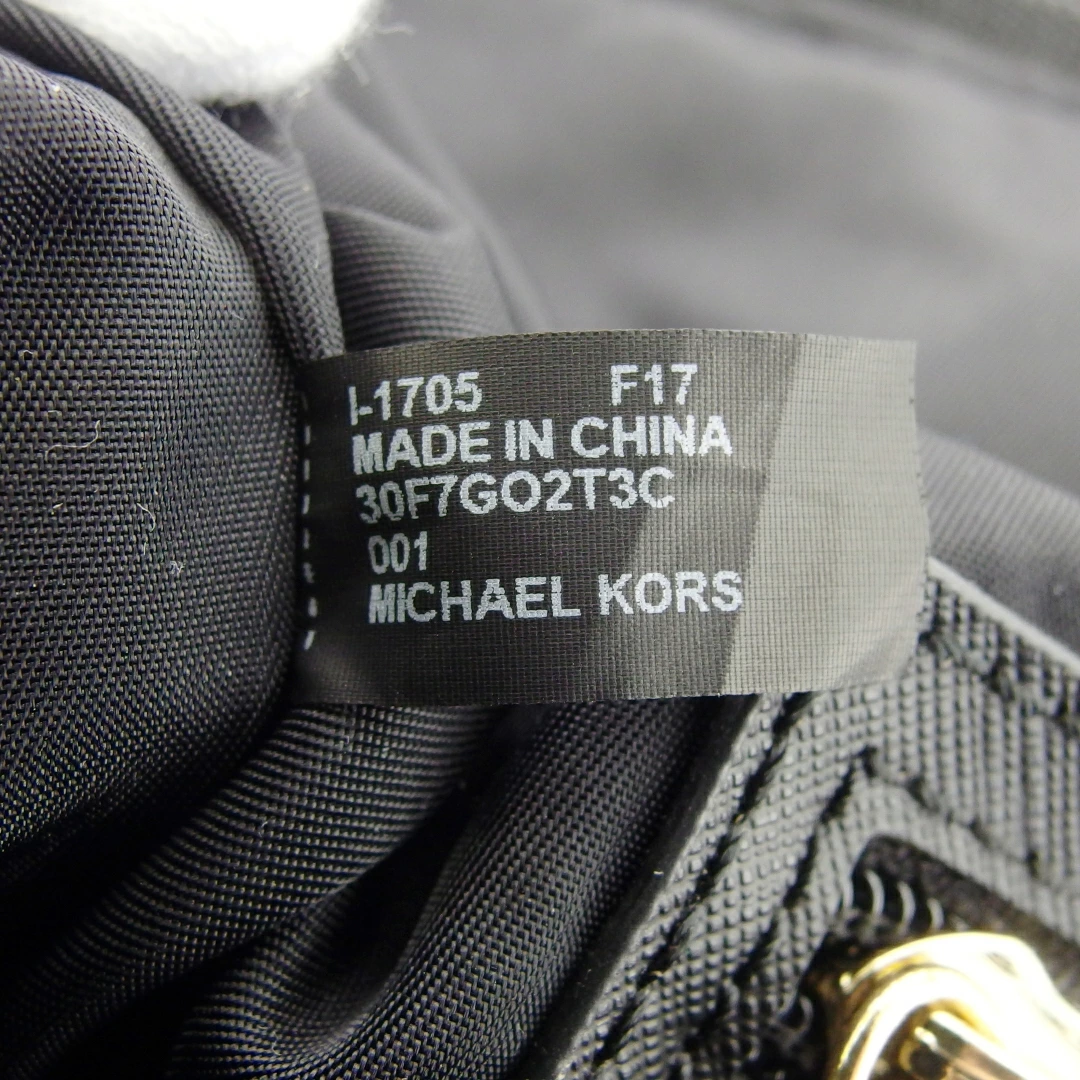 I-1705 F17
MADE IN CHINA
30F7GO2T3C
001
MICHAEL KORS